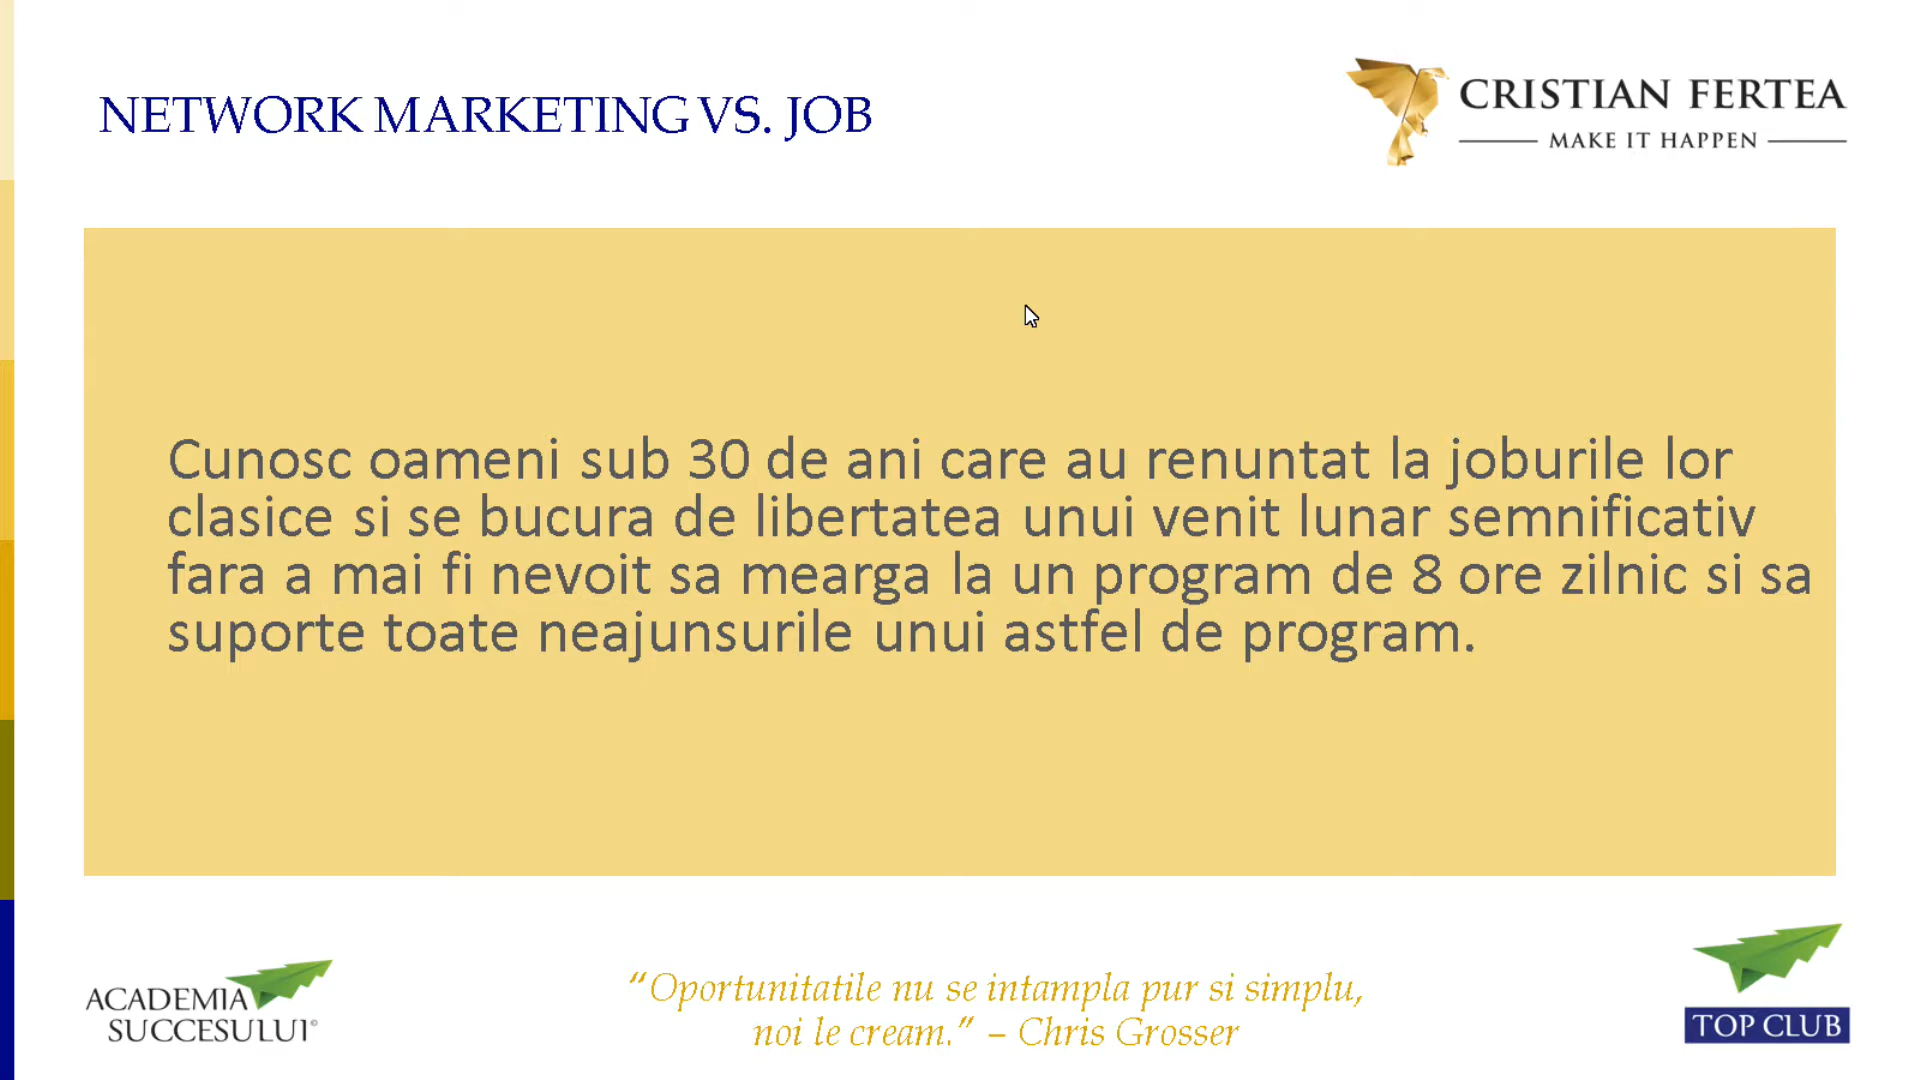 NETWORK MARKETING VS. JOB
CRISTIAN FERTEA
MAKE IT HAPPEN
Cunosc oameni sub 30 de ani care au renuntat la joburile lor
clasice si se bucura de libertatea unui venit lunar semnificativ
fara a mai fi nevoit sa mearga la un program de 8 ore zilnic si sa
suporte toate neajunsurile unui astfel de program.
ACADEMIA
SUCCESULUI©
“Oportunitatile nu se intampla pur si simplu,
noi le cream.” – Chris Grosser
TOP CLUB